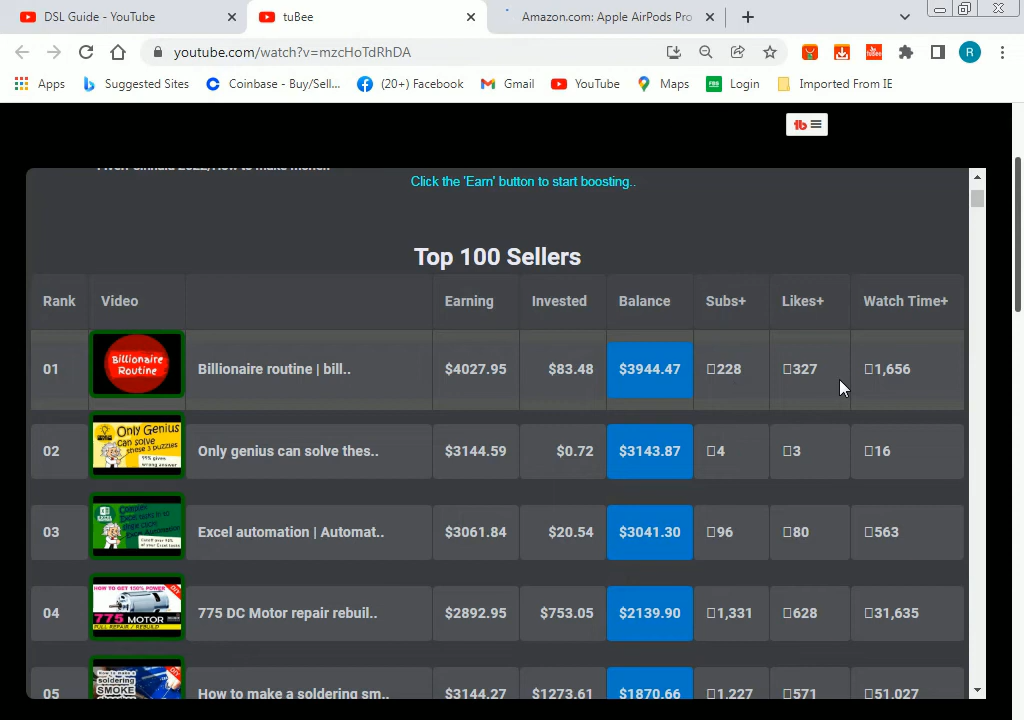 DSL Guide - YouTube
tuBee
Amazon.com: Apple AirPods Pro
youtube.com/watch?v=mzcHoTdRhDA
R
Apps
Suggested Sites
Coinbase - Buy/Sell...
(20+) Facebook
Gmail
YouTube
Maps
Login
Imported From IE
Click the 'Earn' button to start boosting..
Top 100 Sellers
Rank Video Earning Invested Balance Subs+ Likes+ Watch Time+
01 Billionaire Routine Billionaire routine | bill.. $4027.95 $83.48 $3944.47 228 327 1,656
02 Only Genius can solve these 3 puzzles Only genius can solve thes.. $3144.59 $0.72 $3143.87 4 3 16
03 Excel automation | Automat.. $3061.84 $20.54 $3041.30 96 80 563
04 775 MOTOR 775 DC Motor repair rebuil.. $2892.95 $753.05 $2139.90 1,331 628 31,635
05 soldering SMOKE How to make a soldering sm.. $3144.27 $1273.61 $1870.66 1,227 571 51,027